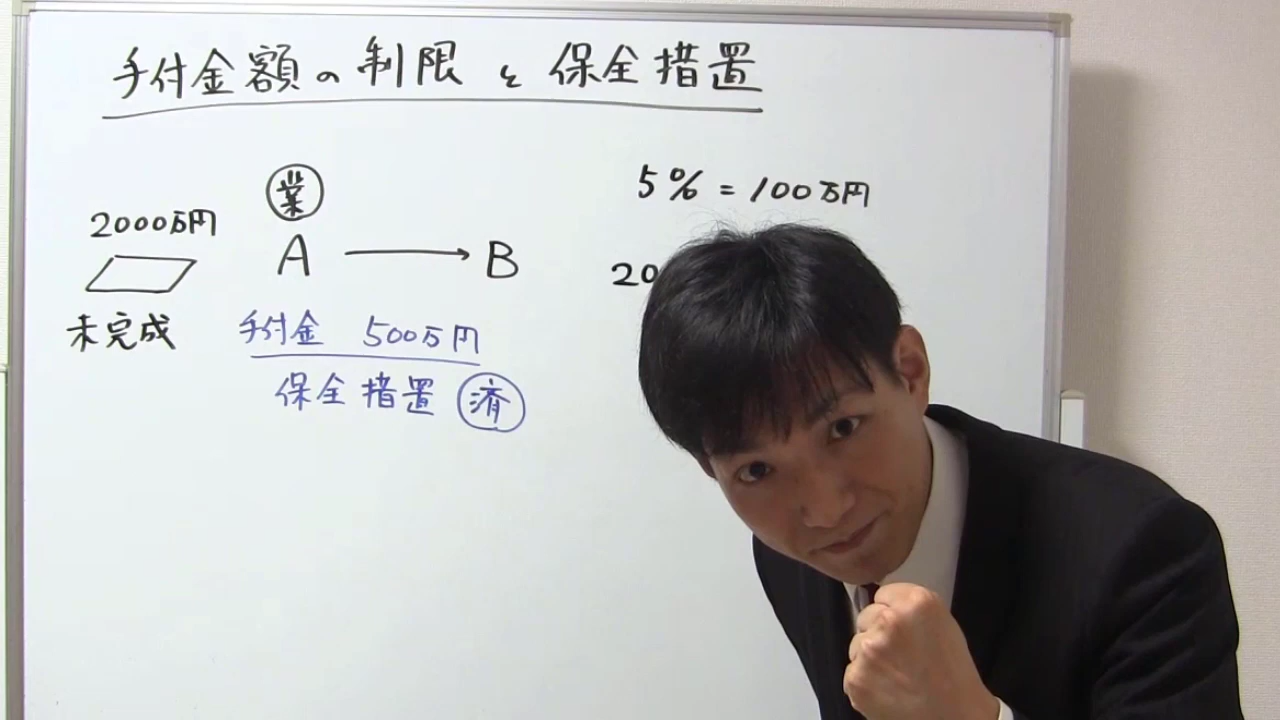 手付金額の制限と保全措置
業
2000万円
A → B
未完成
手付金 500万円
保全措置 済
5% = 100万円
20